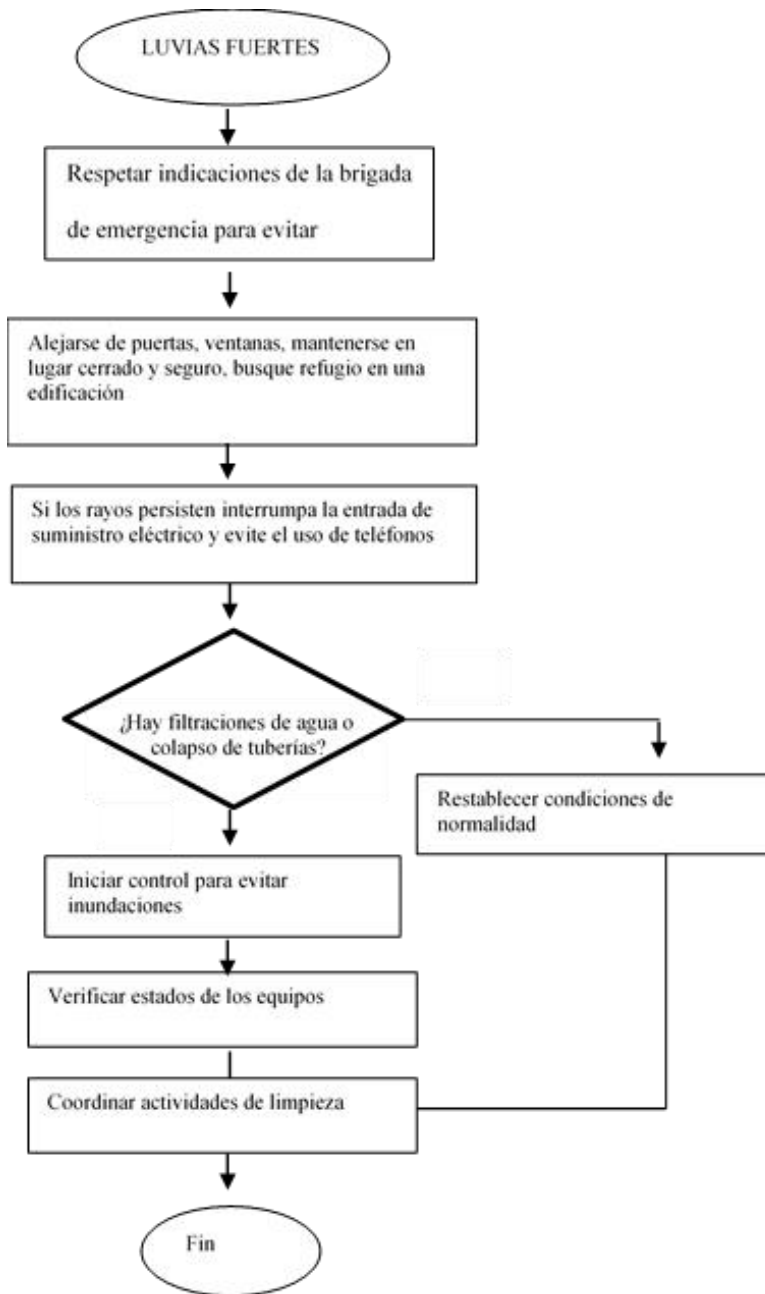 LUVIAS FUERTES
Respetar indicaciones de la brigada
de emergencia para evitar
Alejarse de puertas, ventanas, mantenerse en
lugar cerrado y seguro, busque refugio en una
edificación
Si los rayos persisten interrumpa la entrada de
suministro eléctrico y evite el uso de teléfonos
¿Hay filtraciones de agua o
colapso de tuberías?
Restablecer condiciones de
normalidad
Iniciar control para evitar
inundaciones
Verificar estados de los equipos
Coordinar actividades de limpieza
Fin